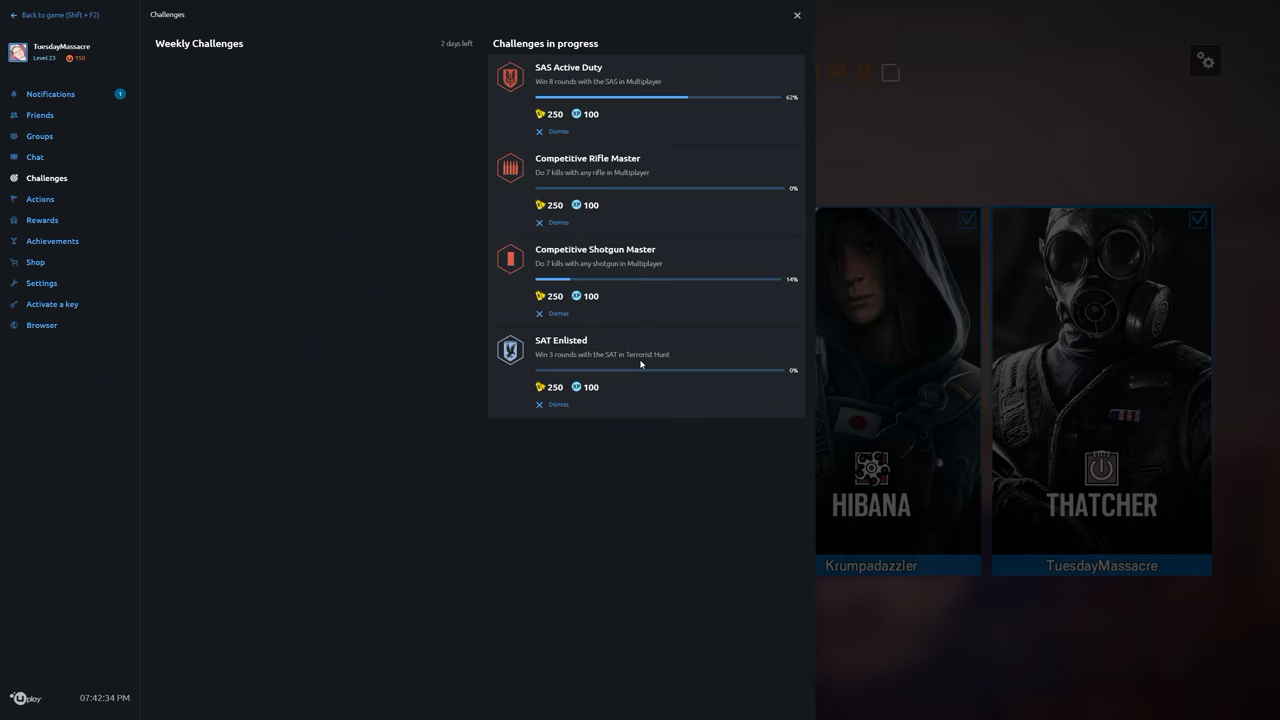 Back to game (Shift + F2)
TuesdayMassacre
Level 23 150
Notifications 1
Friends
Groups
Chat
Challenges
Actions
Rewards
Achievements
Shop
Settings
Activate a key
Browser
uplay 07:42:34 PM
Challenges
Weekly Challenges 2 days left
Challenges in progress
SAS Active Duty
Win 8 rounds with the SAS in Multiplayer
62%
250 XP 100
Dismiss
Competitive Rifle Master
Do 7 kills with any rifle in Multiplayer
0%
250 XP 100
Dismiss
Competitive Shotgun Master
Do 7 kills with any shotgun in Multiplayer
14%
250 XP 100
Dismiss
SAT Enlisted
Win 3 rounds with the SAT in Terrorist Hunt
0%
250 XP 100
Dismiss
HIBANA
Krumpadazzler
THATCHER
TuesdayMassacre